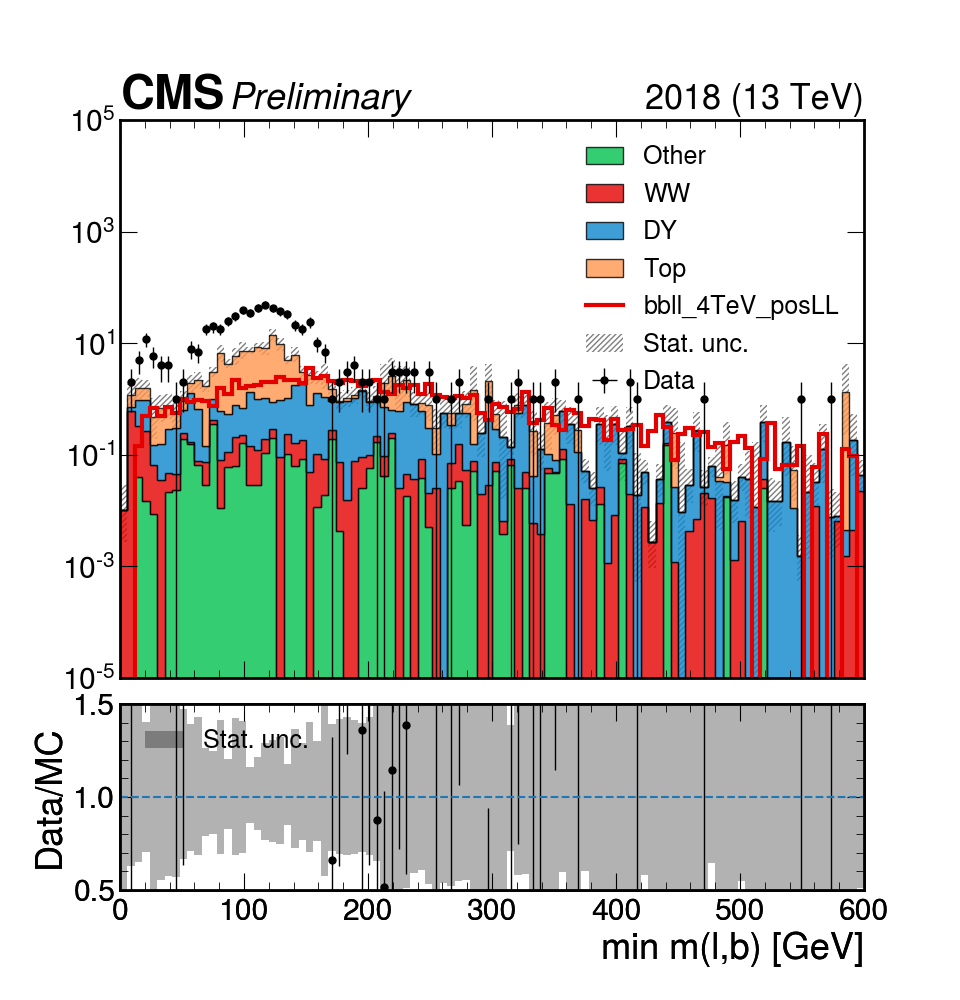 CMS Preliminary 2018 (13 TeV)
10^5
10^3
10^1
10^-1
10^-3
10^-5
Other
WW
DY
Top
bbll_4TeV_posLL
Stat. unc.
Data
Data/MC
1.5
1.0
0.5
Stat. unc.
0 100 200 300 400 500 600
min m(l,b) [GeV]